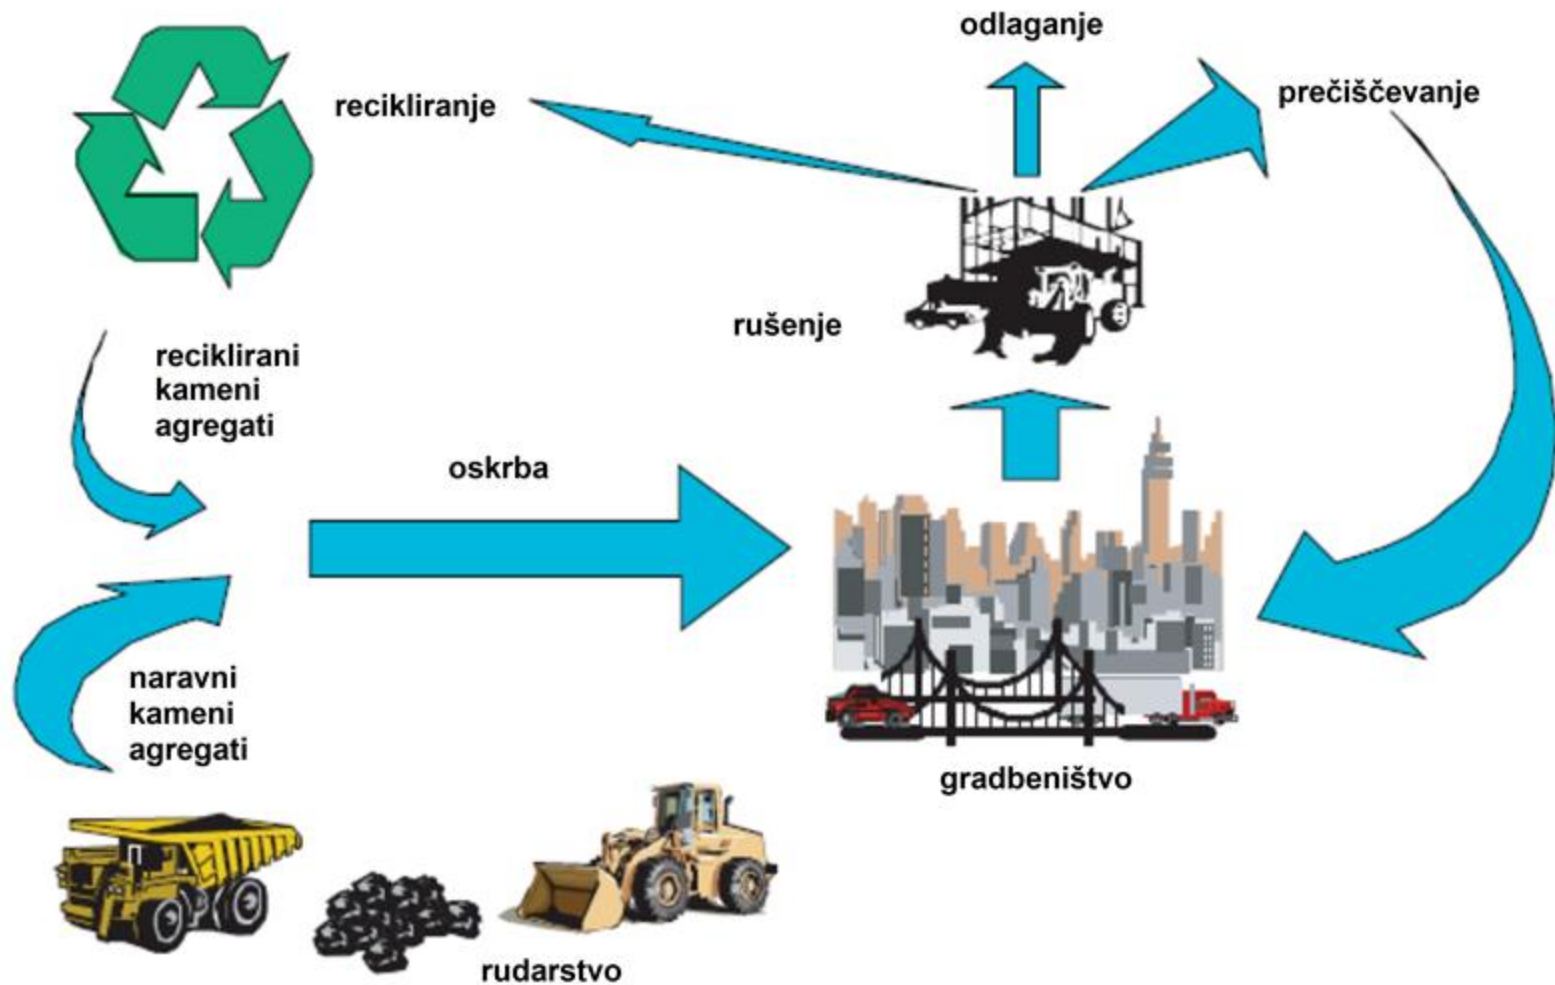 odlaganje
prečiščevanje
recikliranje
rušenje
reciklirani
kameni
agregati
oskrba
naravni
kameni
agregati
gradbeništvo
rudarstvo